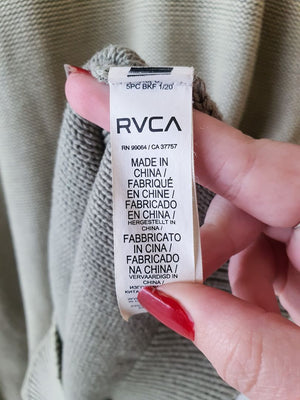 5PC BKF 1/20
RVCA
RN 99064 / CA 37757
MADE IN
CHINA /
FABRIQUÉ
EN CHINE /
FABRICADO
EN CHINA /
HERGESTELLT IN
CHINA /
FABBRICATO
IN CINA /
FABRICADO
NA CHINA /
VERVAARDIGD IN
CHINA /